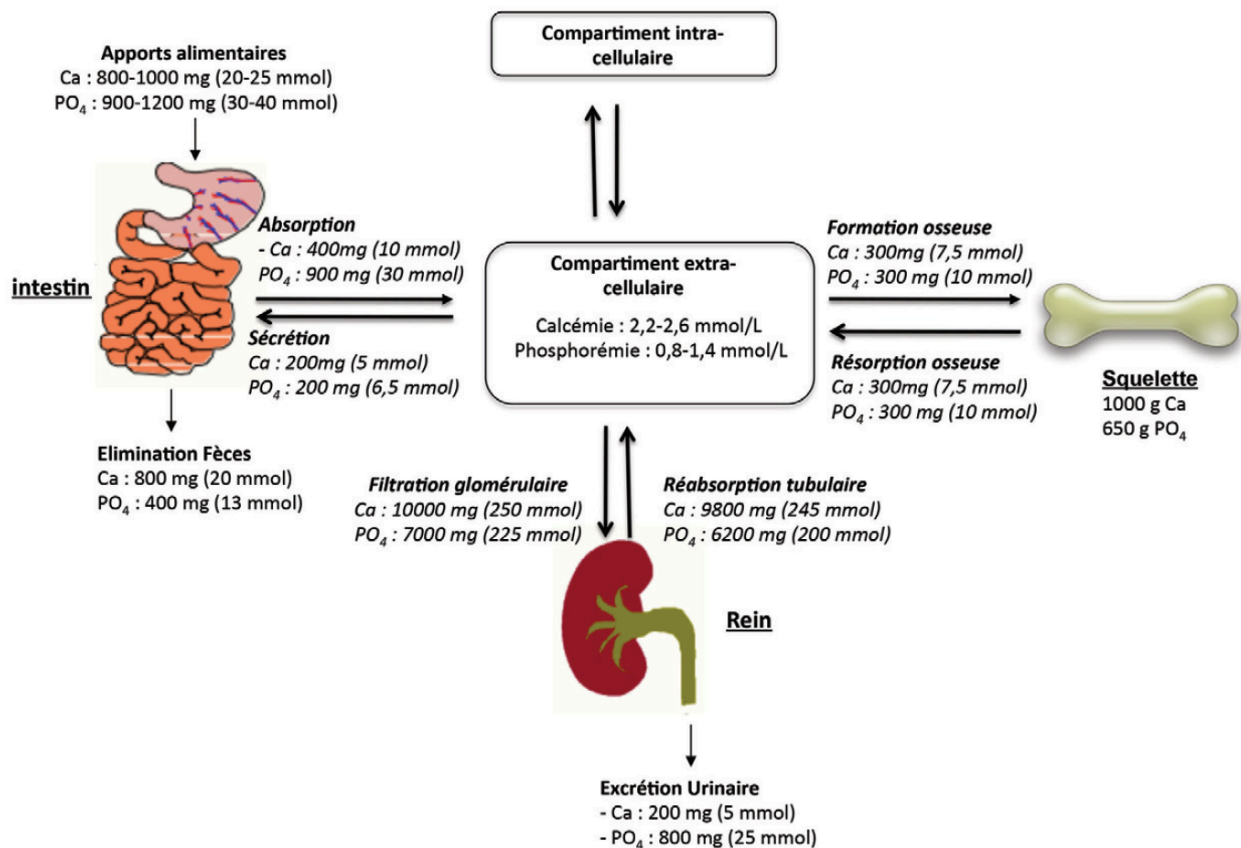 Compartiment intra-
cellulaire
Apports alimentaires
Ca : 800-1000 mg (20-25 mmol)
PO₄ : 900-1200 mg (30-40 mmol)
intestin
Absorption
- Ca : 400mg (10 mmol)
PO₄ : 900 mg (30 mmol)
Sécrétion
Ca : 200mg (5 mmol)
PO₄ : 200 mg (6,5 mmol)
Elimination Fèces
Ca : 800 mg (20 mmol)
PO₄ : 400 mg (13 mmol)
Compartiment extra-
cellulaire
Calcémie : 2,2-2,6 mmol/L
Phosphorémie : 0,8-1,4 mmol/L
Formation osseuse
Ca : 300mg (7,5 mmol)
PO₄ : 300 mg (10 mmol)
Résorption osseuse
Ca : 300mg (7,5 mmol)
PO₄ : 300 mg (10 mmol)
Squelette
1000 g Ca
650 g PO₄
Filtration glomérulaire
Ca : 10000 mg (250 mmol)
PO₄ : 7000 mg (225 mmol)
Réabsorption tubulaire
Ca : 9800 mg (245 mmol)
PO₄ : 6200 mg (200 mmol)
Rein
Excrétion Urinaire
- Ca : 200 mg (5 mmol)
- PO₄ : 800 mg (25 mmol)